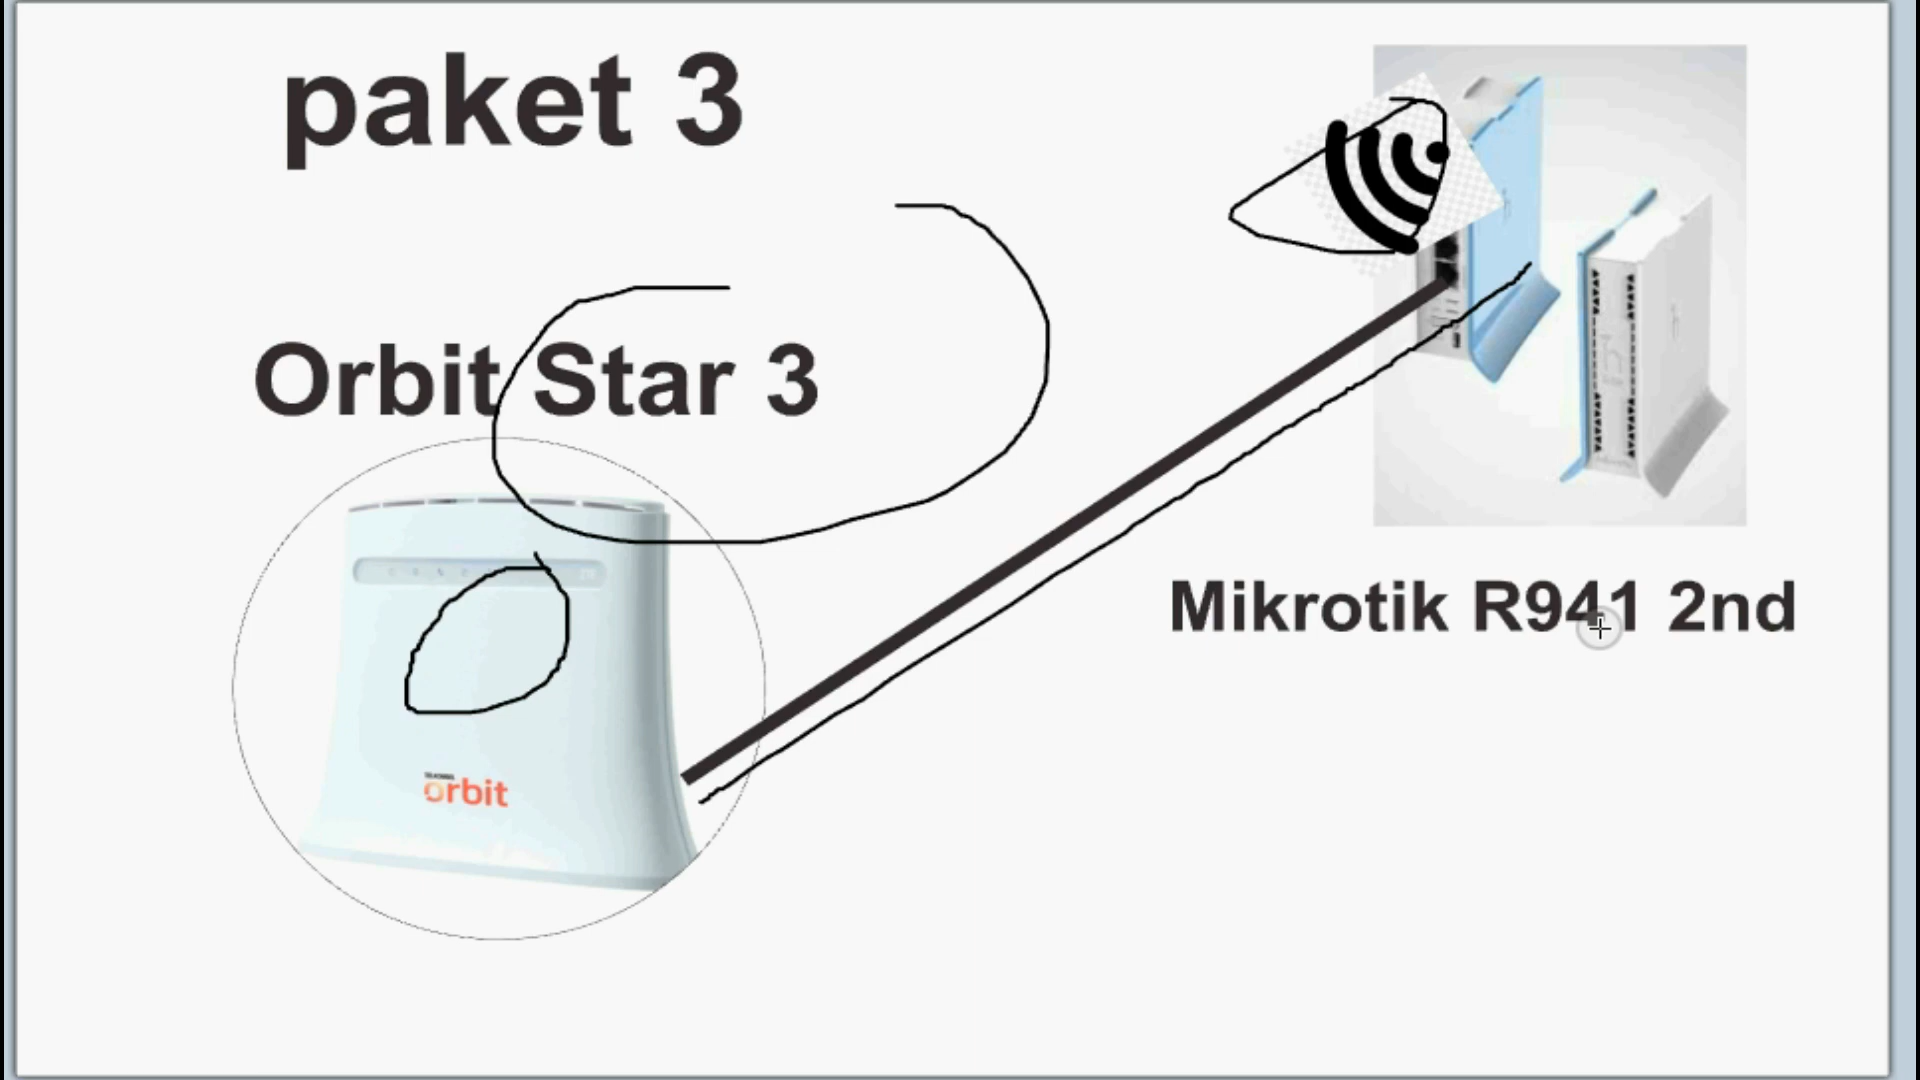 paket 3
Orbit Star 3
orbit
Mikrotik R941 2nd